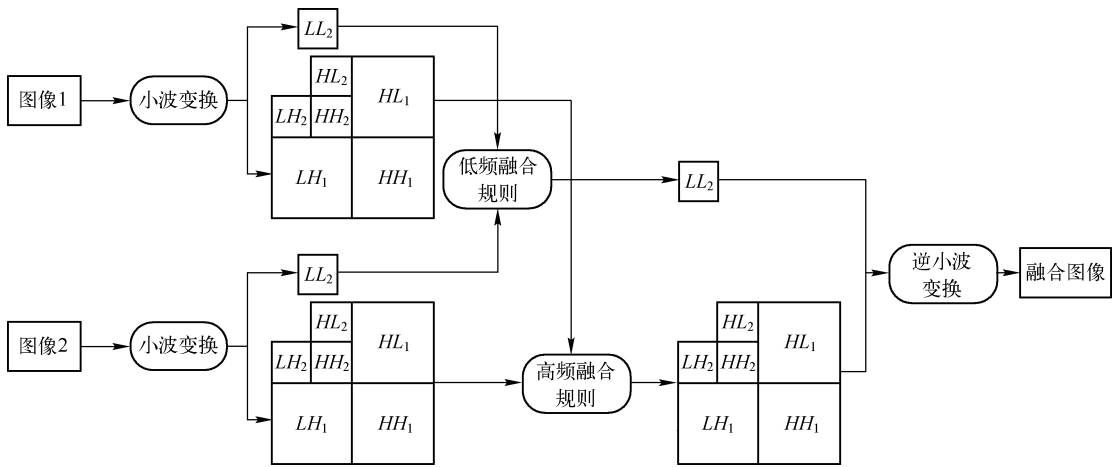 LL₂
HL₂
HL₁
图像1
小波变换
LH₂
HH₂
低频融合
规则
LH₁
HH₁
LL₂
LL₂
逆小波
变换
融合图像
HL₂
HL₁
图像2
小波变换
LH₂
HH₂
高频融合
规则
LH₁
HH₁
HL₂
HL₁
LH₂
HH₂
LH₁
HH₁